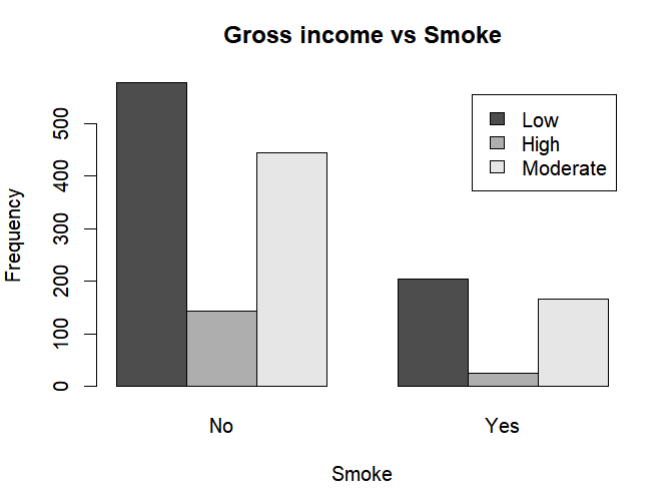 Gross income vs Smoke
Low
High
Moderate
Frequency
500
400
300
200
100
0
No
Yes
Smoke